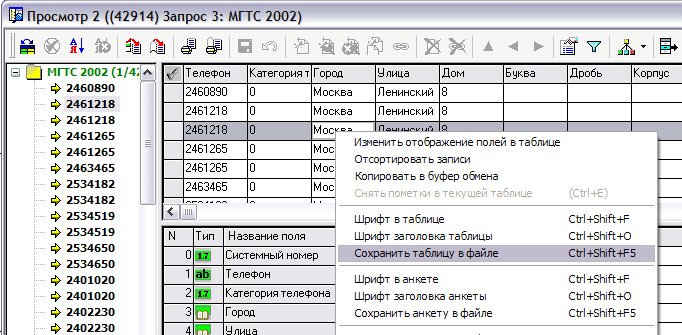 Просмотр 2 ((42914) Запрос 3: МГТС 2002)
МГТС 2002 (1/42
2460890
2461218
2461218
2461265
2461265
2463465
2534182
2534182
2534519
2534519
2534650
2534650
2401020
2401020
2402230
2402230
Телефон Категория т Город Улица Дом Буква Дробь Корпус
2460890 0 Москва Ленинский 8
2461218 0 Москва Ленинский 8
2461218 0 Москва Ленинский 8
2461265 0 Москв
2461265 0 Москв
2463465 0 Москв
Изменить отображение полей в таблице
Отсортировать записи
Копировать в буфер обмена
Снять пометки в текущей таблице (Ctrl+E)
Шрифт в таблице Ctrl+Shift+F
Шрифт заголовка таблицы Ctrl+Shift+O
Сохранить таблицу в файле Ctrl+Shift+F5
Шрифт в анкете Ctrl+Shift+F
Шрифт заголовка анкеты Ctrl+Shift+O
Сохранить анкету в файле Ctrl+Shift+F5
N Тип Название поля
0 1.7 Системный номер
1 ab Телефон
2 1.7 Категория телефона
3 Город
4 Улица